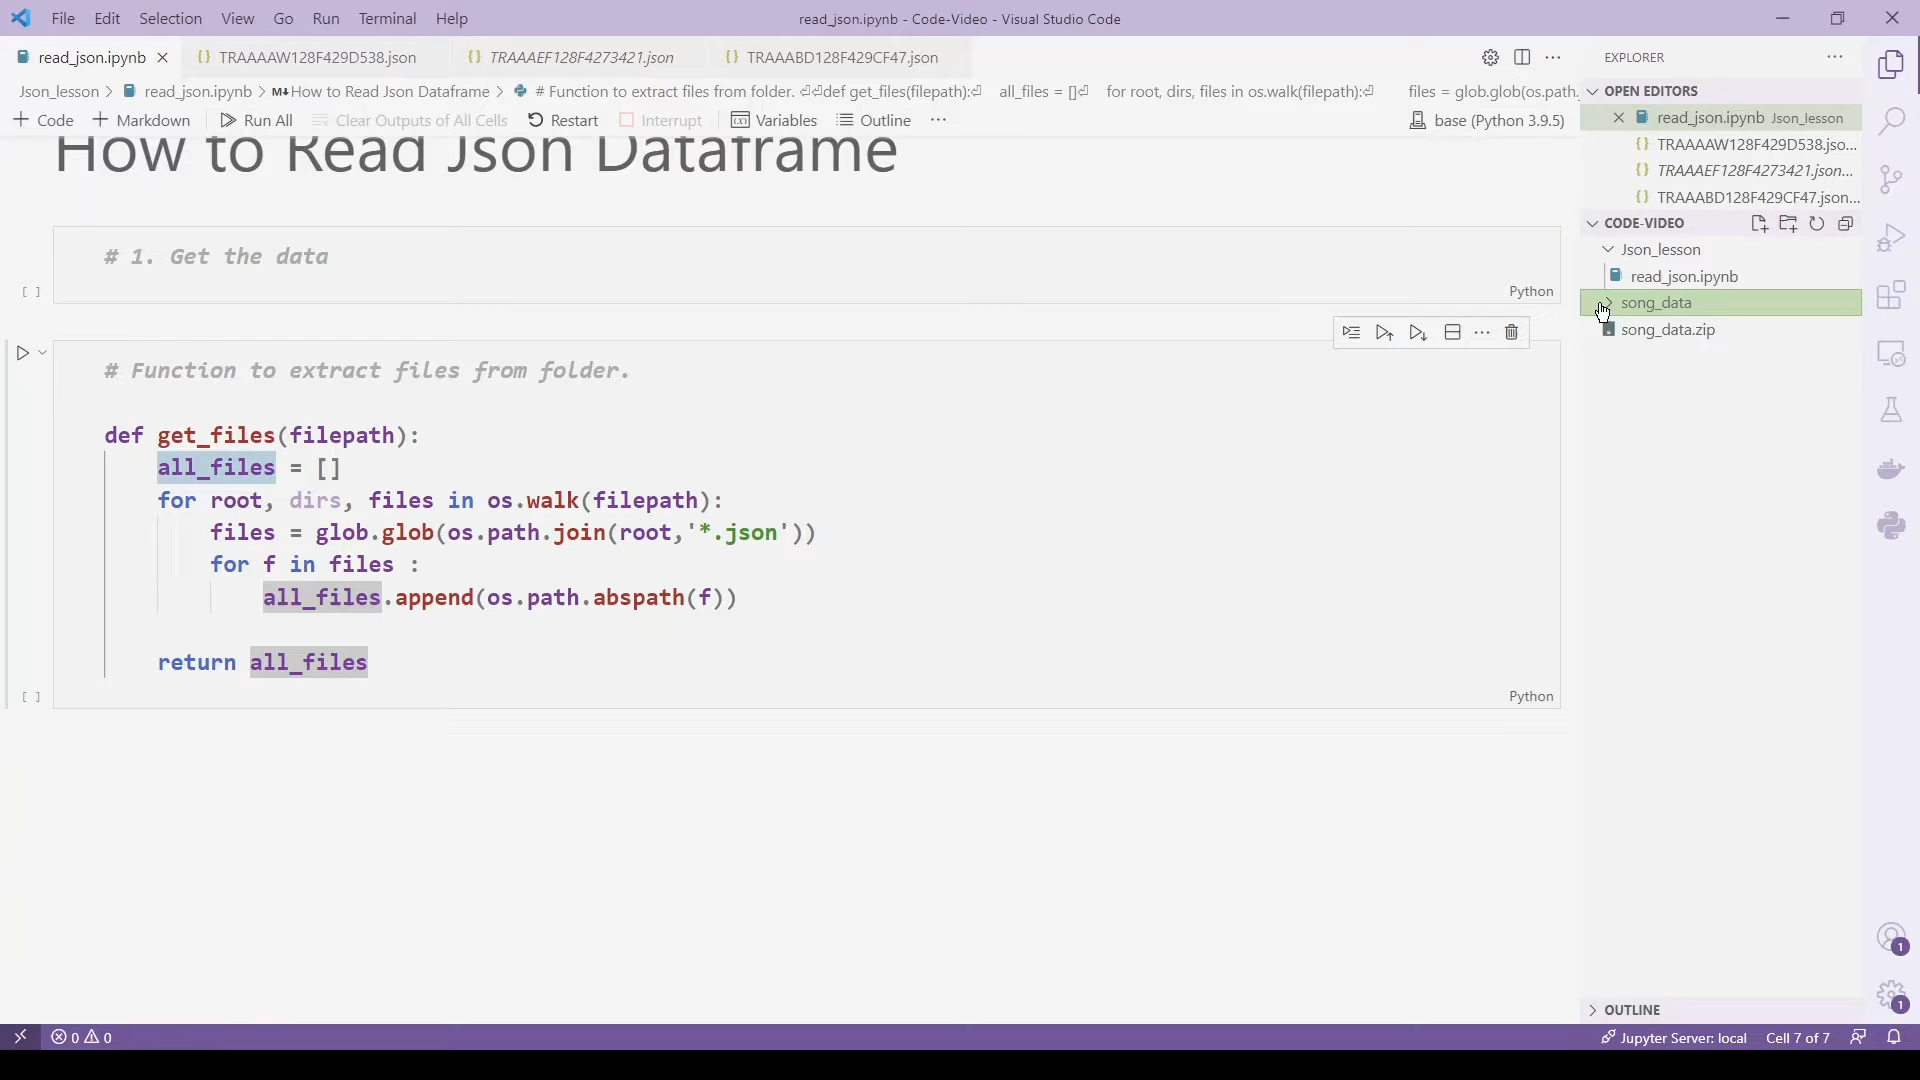 File Edit Selection View Go Run Terminal Help
read_json.ipynb - Code-Video - Visual Studio Code
read_json.ipynb
TRAAAAW128F429D538.json
TRAAAEF128F4273421.json
TRAAABD128F429CF47.json
EXPLORER
Json_lesson > read_json.ipynb > M↓How to Read Json Dataframe > # Function to extract files from folder. ⏎⏎def get_files(filepath):⏎ all_files = []⏎ for root, dirs, files in os.walk(filepath):⏎ files = glob.glob(os.path.
OPEN EDITORS
+ Code + Markdown Run All Clear Outputs of All Cells Restart Interrupt Variables Outline ···
base (Python 3.9.5)
read_json.ipynb Json_lesson
TRAAAAW128F429D538.jso...
TRAAAEF128F4273421.json...
TRAAABD128F429CF47.json...
CODE-VIDEO
Json_lesson
read_json.ipynb
song_data
song_data.zip
How to Read Json Dataframe
# 1. Get the data
[ ]
Python
# Function to extract files from folder.
def get_files(filepath):
all_files = []
for root, dirs, files in os.walk(filepath):
files = glob.glob(os.path.join(root,'*.json'))
for f in files :
all_files.append(os.path.abspath(f))
return all_files
[ ]
Python
1
1
OUTLINE
0 0
Jupyter Server: local Cell 7 of 7